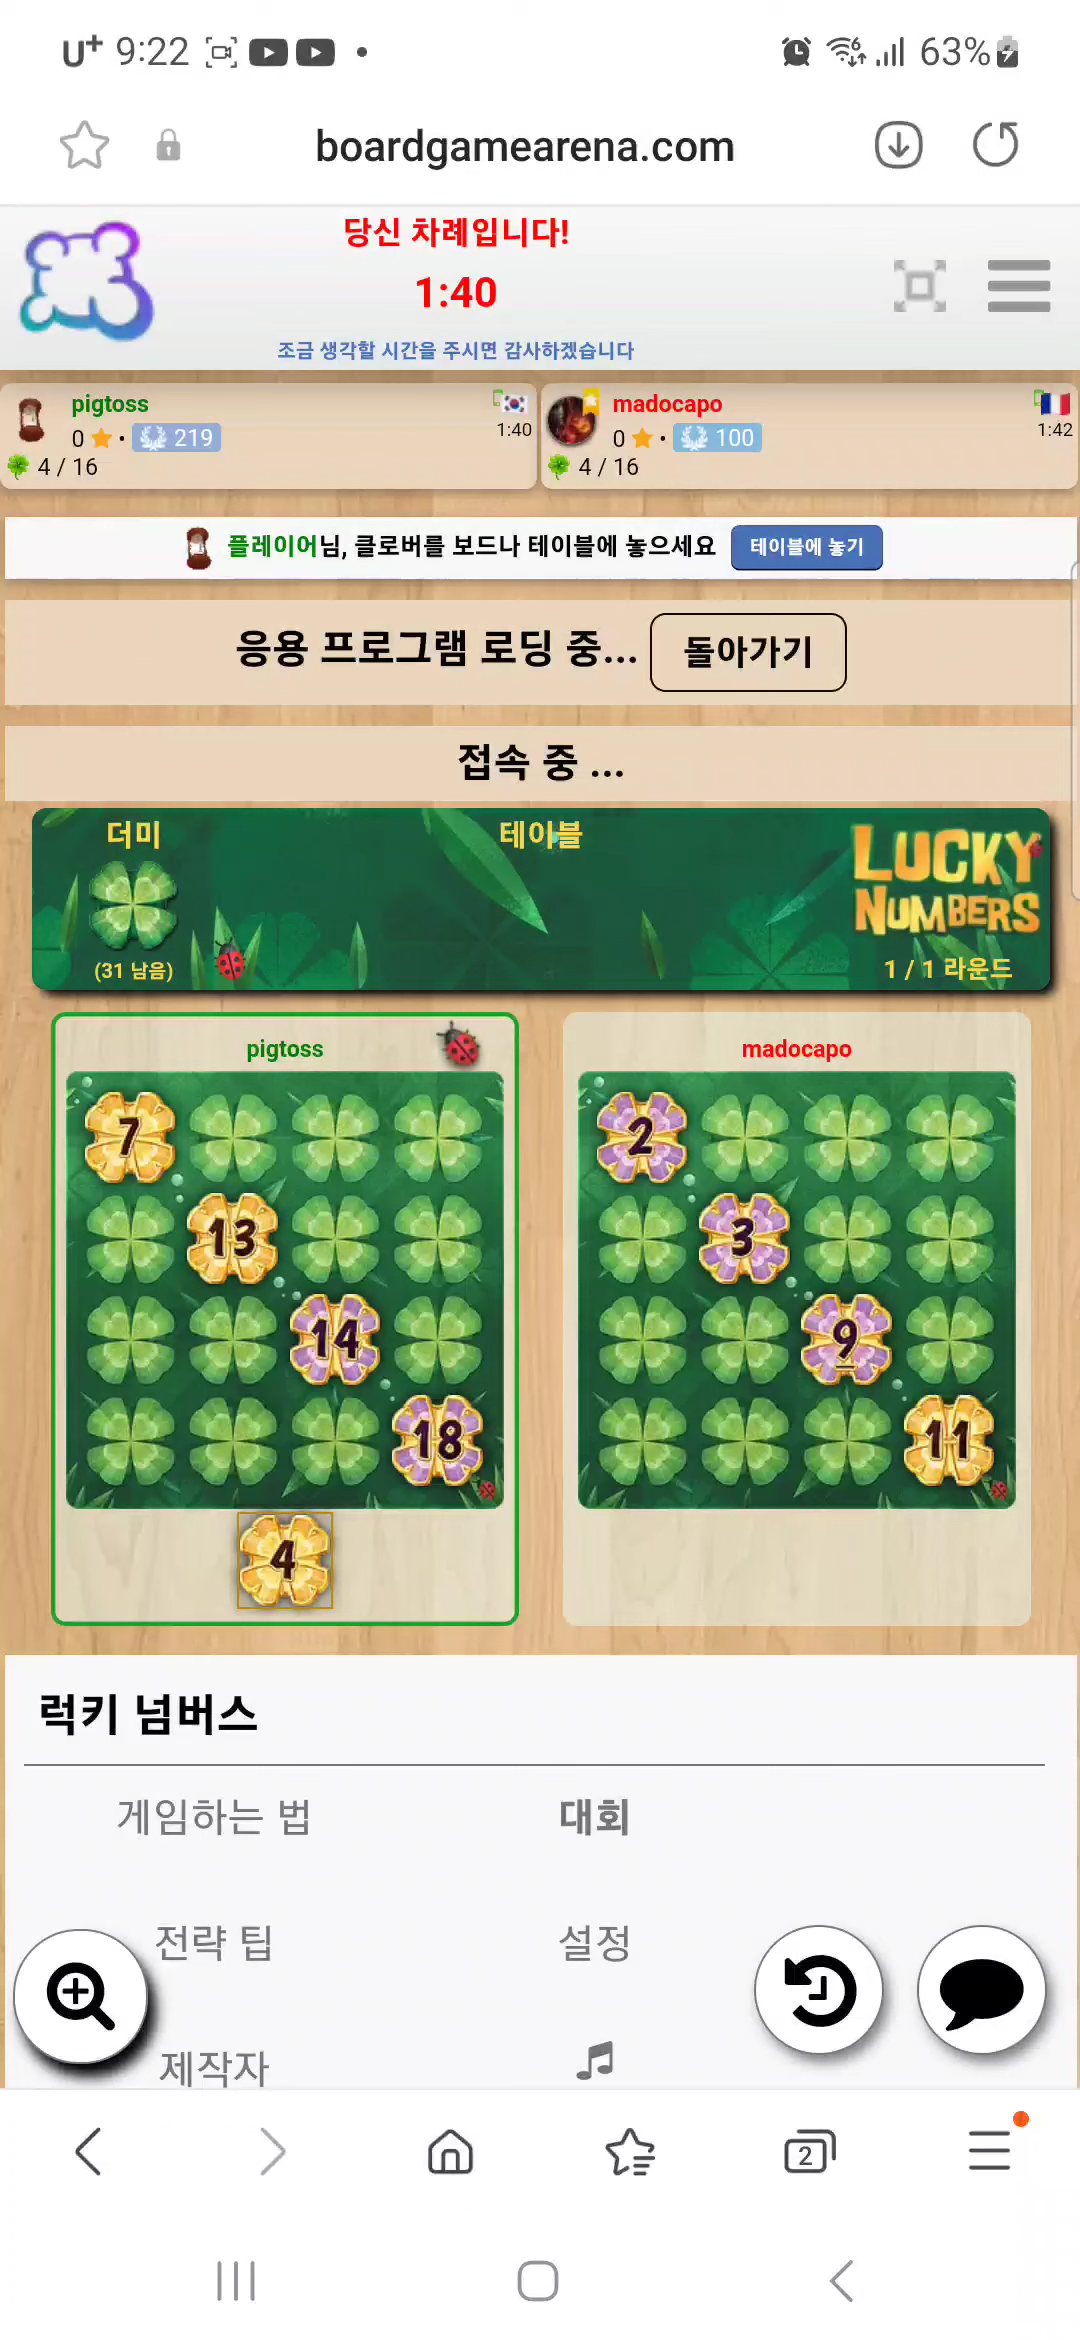 U+ 9:22 63%
boardgamearena.com
당신 차례입니다!
1:40
조금 생각할 시간을 주시면 감사하겠습니다
pigtoss
0 • 219
1:40
4 / 16
madocapo
0 • 100
1:42
4 / 16
플레이어님, 클로버를 보드나 테이블에 놓으세요 테이블에 놓기
응용 프로그램 로딩 중... 돌아가기
접속 중 ...
더미
테이블
LUCKY
NUMBERS
(31 남음)
1 / 1 라운드
pigtoss
7
13
14
18
4
madocapo
2
3
9
11
럭키 넘버스
게임하는 법
대회
전략 팁
설정
제작자
2